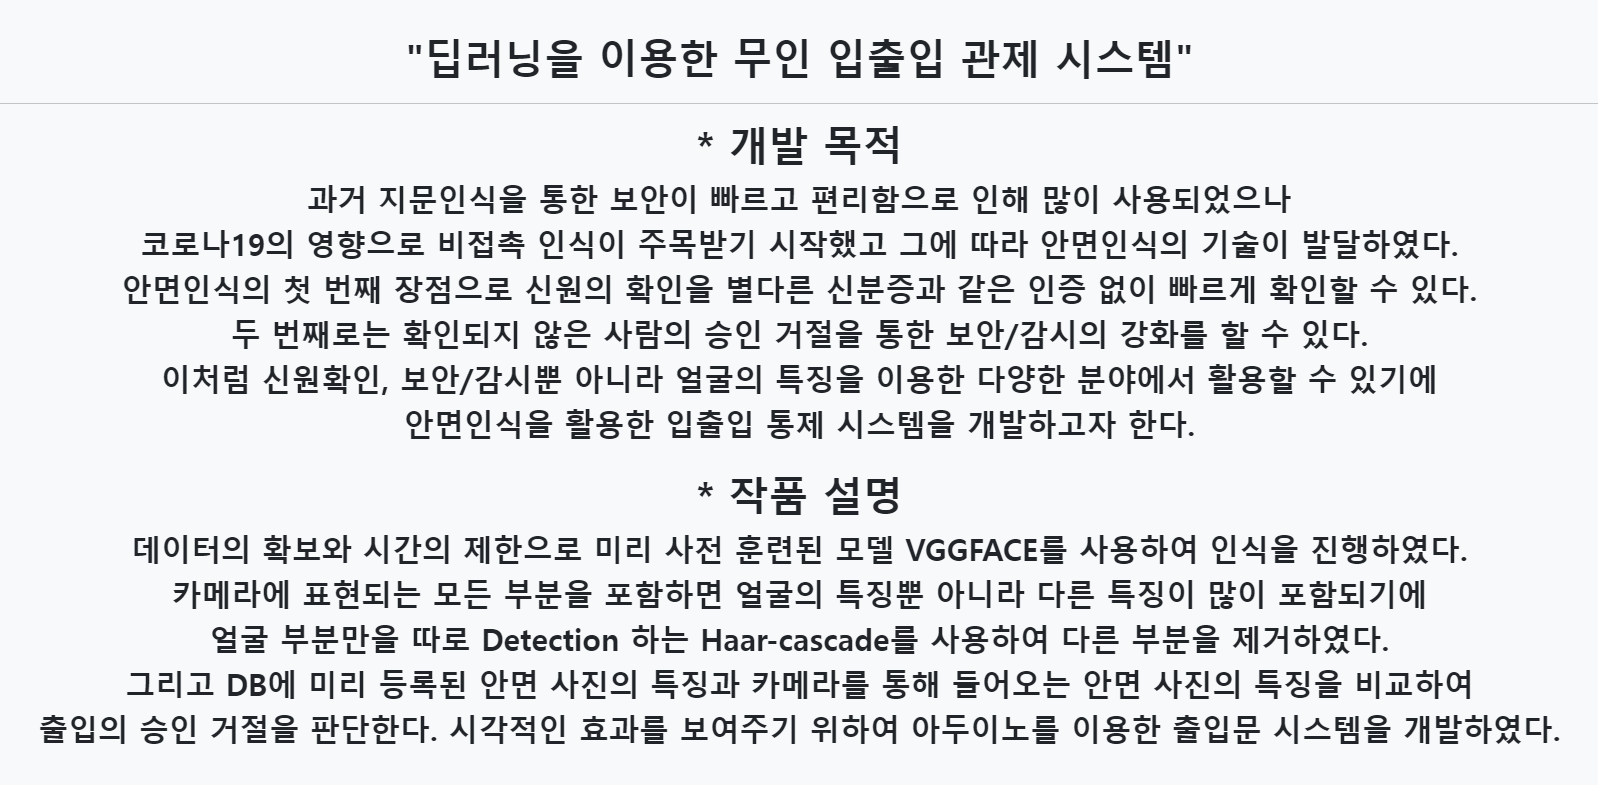 "딥러닝을 이용한 무인 입출입 관제 시스템"
* 개발 목적
과거 지문인식을 통한 보안이 빠르고 편리함으로 인해 많이 사용되었으나
코로나19의 영향으로 비접촉 인식이 주목받기 시작했고 그에 따라 안면인식의 기술이 발달하였다.
안면인식의 첫 번째 장점으로 신원의 확인을 별다른 신분증과 같은 인증 없이 빠르게 확인할 수 있다.
두 번째로는 확인되지 않은 사람의 승인 거절을 통한 보안/감시의 강화를 할 수 있다.
이처럼 신원확인, 보안/감시뿐 아니라 얼굴의 특징을 이용한 다양한 분야에서 활용할 수 있기에
안면인식을 활용한 입출입 통제 시스템을 개발하고자 한다.
* 작품 설명
데이터의 확보와 시간의 제한으로 미리 사전 훈련된 모델 VGGFACE를 사용하여 인식을 진행하였다.
카메라에 표현되는 모든 부분을 포함하면 얼굴의 특징뿐 아니라 다른 특징이 많이 포함되기에
얼굴 부분만을 따로 Detection 하는 Haar-cascade를 사용하여 다른 부분을 제거하였다.
그리고 DB에 미리 등록된 안면 사진의 특징과 카메라를 통해 들어오는 안면 사진의 특징을 비교하여
출입의 승인 거절을 판단한다. 시각적인 효과를 보여주기 위하여 아두이노를 이용한 출입문 시스템을 개발하였다.